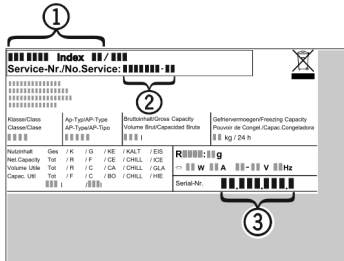 1
Index /
Service-Nr./No.Service: -
2
Klasse/Class
Classe/Clase
Ap-Typ/AP-Type
AP-Type/AP-Tipo
Bruttoinhalt/Gross Capacity
Volume Brut/Capacidad Bruta
l
Gefriervermoegen/Freezing Capacity
Pouvoir de Congel./Capac.Congeladora
kg / 24 h
Nutzinhalt Ges / K / G / KE / KALT / EIS
Net.Capacity Tot / R / F / CE / CHILL / ICE
Volume Utile Tot / R / C / CA / CHILL / GLA
Capac. Util Tot / F / C / BO / CHILL / HIE
l / l
R : g
W A - V Hz
Serial-Nr. . . .
3